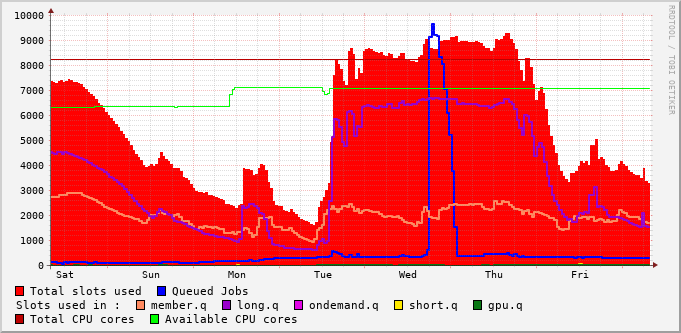 10000
9000
8000
7000
6000
5000
4000
3000
2000
1000
0
Sat Sun Mon Tue Wed Thu Fri
RRDTOOL / TOBI OETIKER
Total slots used Queued Jobs
Slots used in : member.q long.q ondemand.q short.q gpu.q
Total CPU cores Available CPU cores